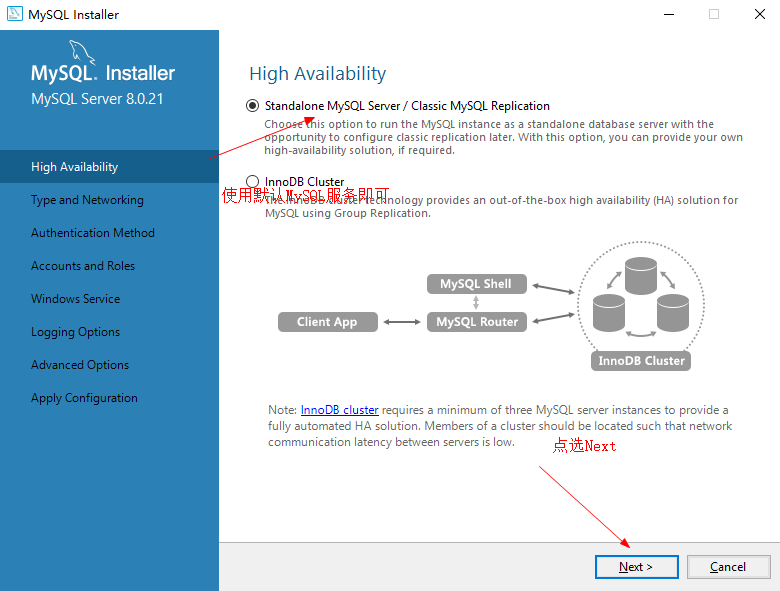 MySQL Installer
MySQL. Installer
MySQL Server 8.0.21
High Availability
Type and Networking
Authentication Method
Accounts and Roles
Windows Service
Logging Options
Advanced Options
Apply Configuration
High Availability
Standalone MySQL Server / Classic MySQL Replication
Choose this option to run the MySQL instance as a standalone database server with the
opportunity to configure classic replication later. With this option, you can provide your own
high-availability solution, if required.
InnoDB Cluster
使用默认MySQL服务即可
The InnoDB cluster technology provides an out-of-the-box high availability (HA) solution for
MySQL using Group Replication.
MySQL Shell
Client App
MySQL Router
InnoDB Cluster
Note: InnoDB cluster requires a minimum of three MySQL server instances to provide a
fully automated HA solution. Members of a cluster should be located such that network
communication latency between servers is low.
点选Next
Next >
Cancel